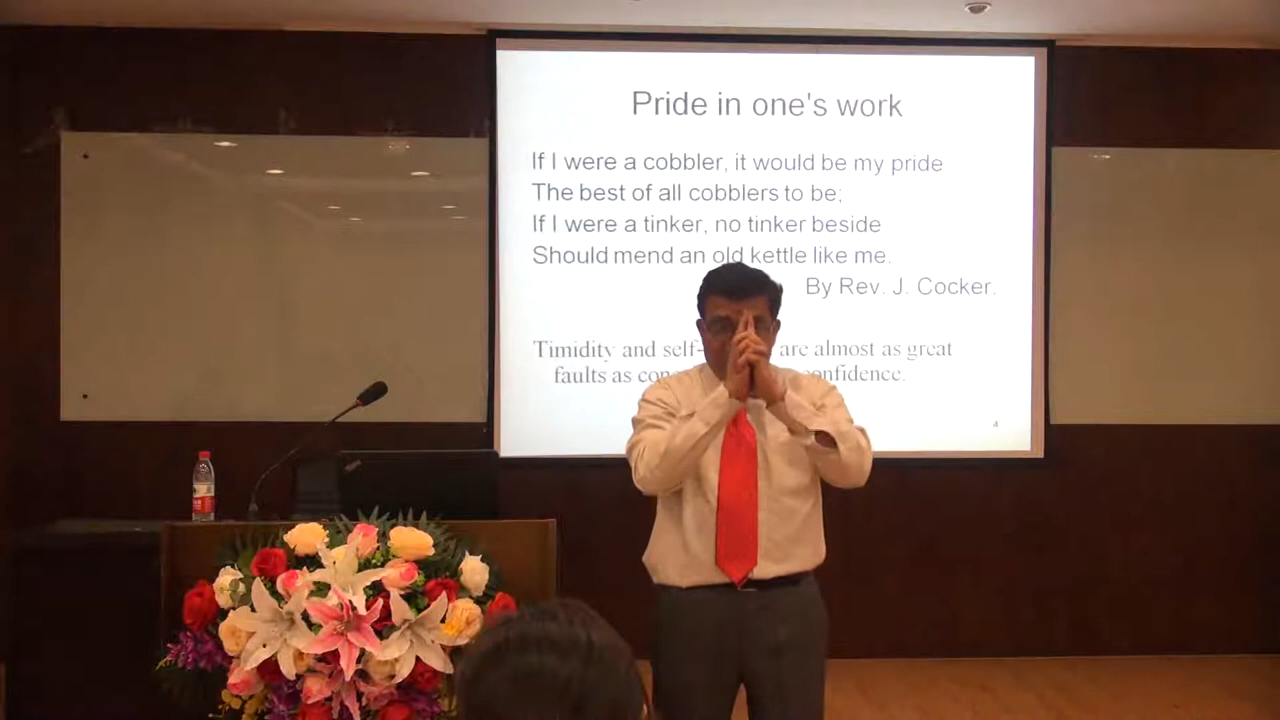 Pride in one's work
If I were a cobbler, it would be my pride
The best of all cobblers to be;
If I were a tinker, no tinker beside
Should mend an old kettle like me.
By Rev. J. Cocker.
Timidity and self- are almost as great
faults as
4